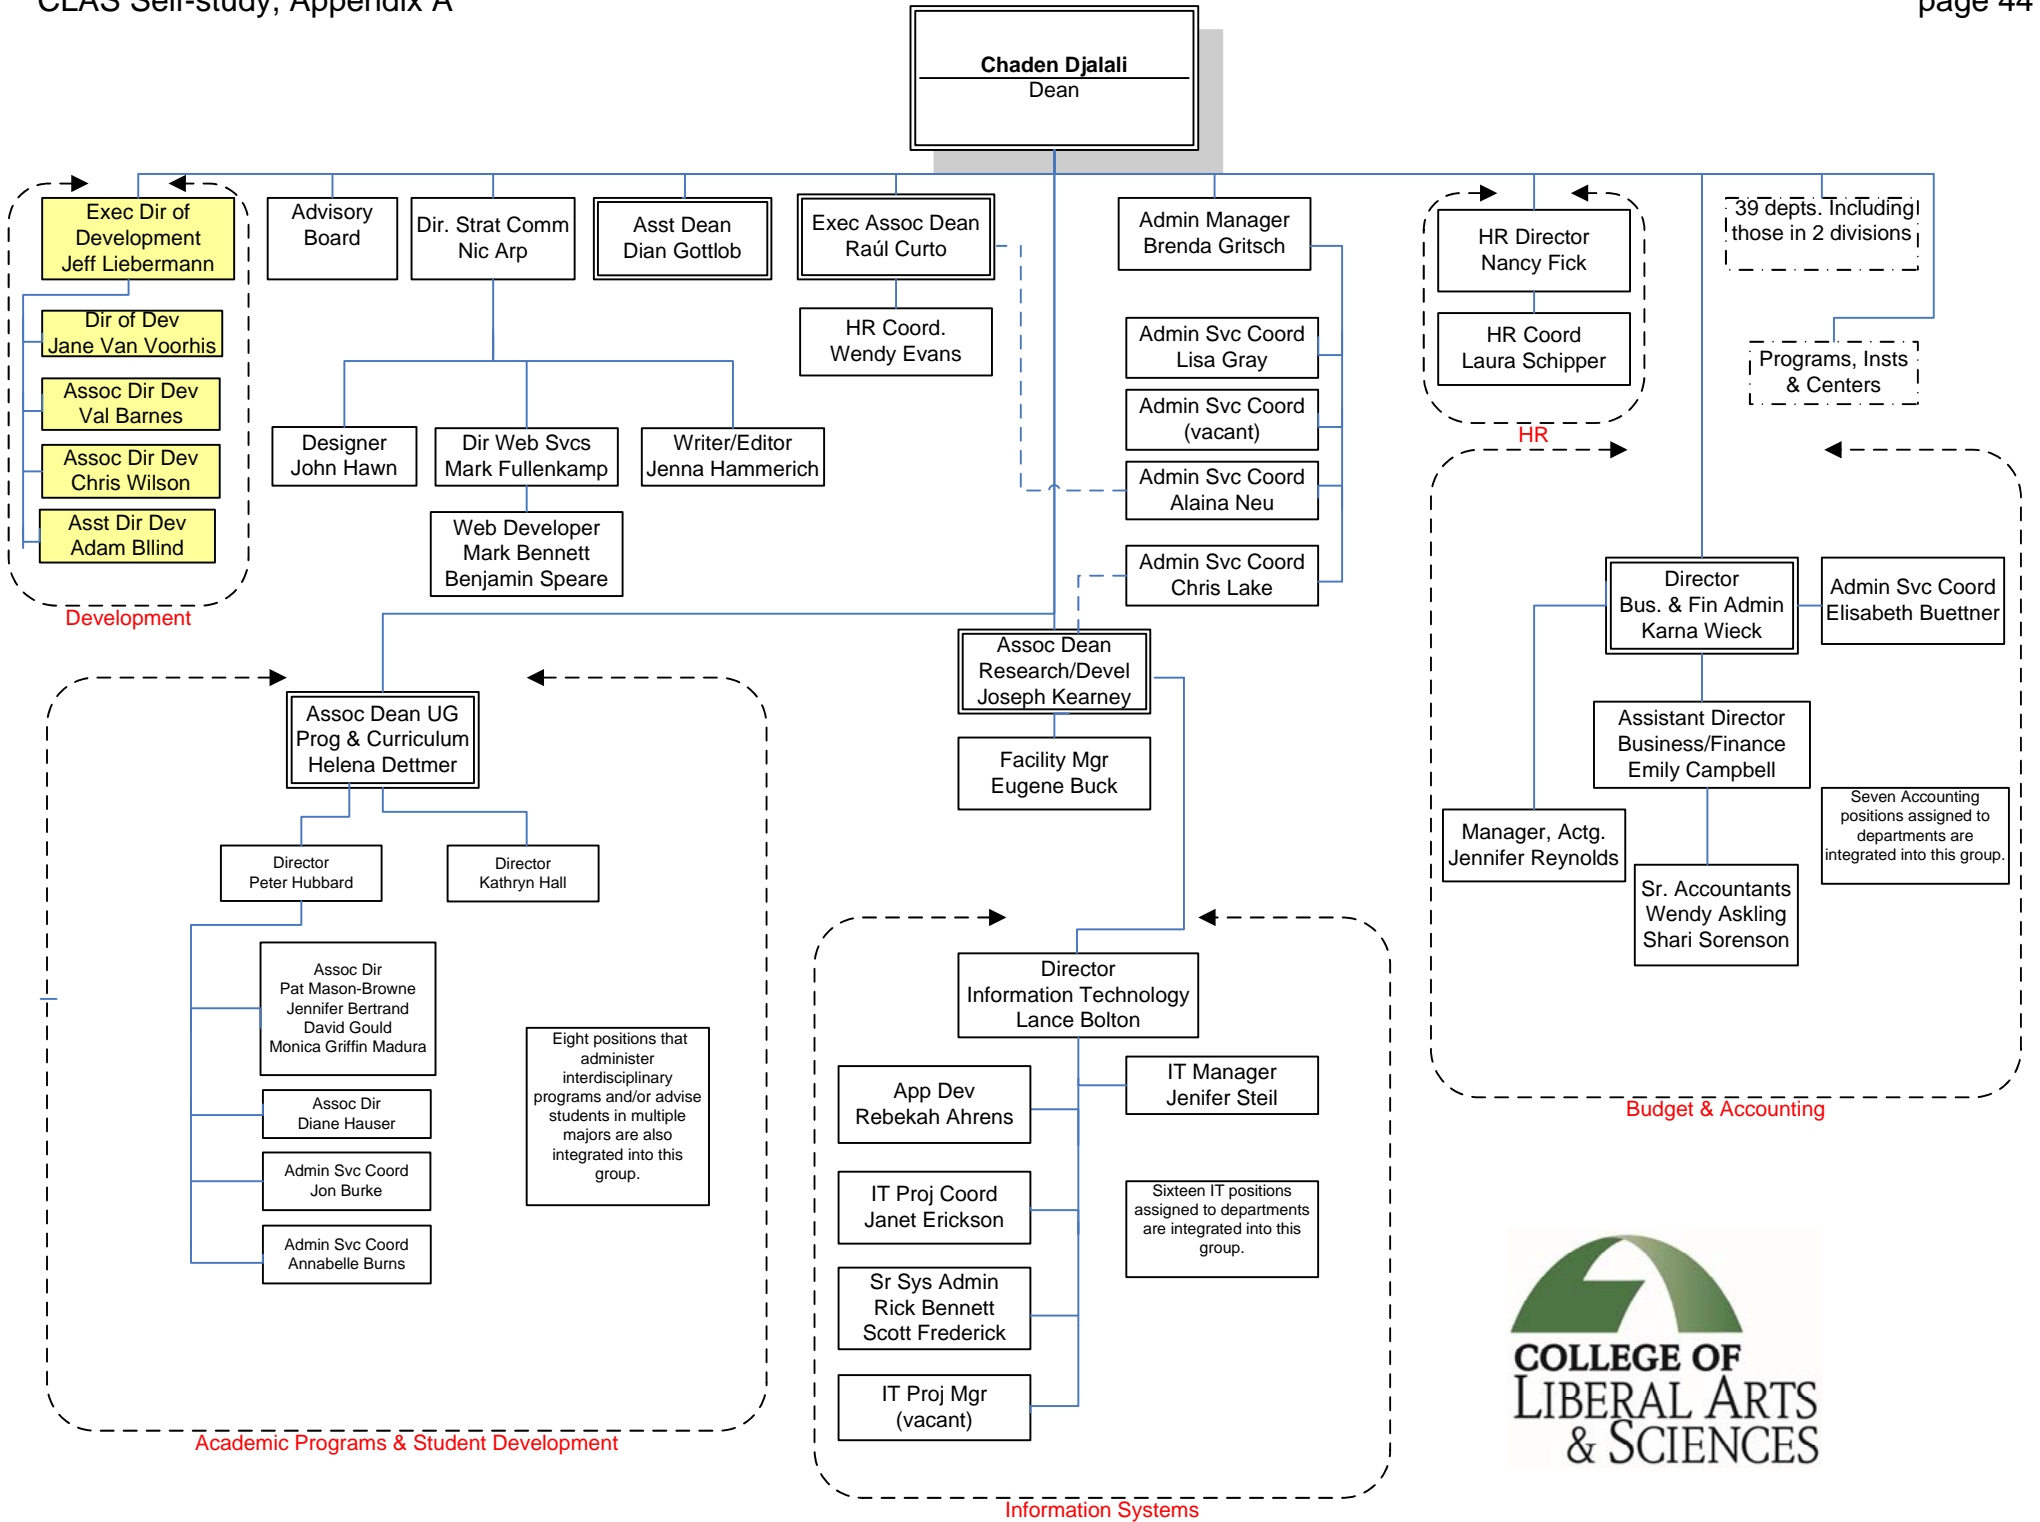 CLAS Self-study, Appendix A
page 44
Chaden Djalali
Dean
Exec Dir of
Development
Jeff Liebermann
Advisory
Board
Dir. Strat Comm
Nic Arp
Asst Dean
Dian Gottlob
Exec Assoc Dean
Raúl Curto
Admin Manager
Brenda Gritsch
HR Director
Nancy Fick
39 depts. Including
those in 2 divisions
Dir of Dev
Jane Van Voorhis
Assoc Dir Dev
Val Barnes
Assoc Dir Dev
Chris Wilson
Asst Dir Dev
Adam Bllind
Development
HR Coord.
Wendy Evans
Admin Svc Coord
Lisa Gray
Admin Svc Coord
(vacant)
Admin Svc Coord
Alaina Neu
Admin Svc Coord
Chris Lake
HR Coord
Laura Schipper
HR
Programs, Insts
& Centers
Designer
John Hawn
Dir Web Svcs
Mark Fullenkamp
Writer/Editor
Jenna Hammerich
Web Developer
Mark Bennett
Benjamin Speare
Director
Bus. & Fin Admin
Karna Wieck
Admin Svc Coord
Elisabeth Buettner
Assistant Director
Business/Finance
Emily Campbell
Manager, Actg.
Jennifer Reynolds
Seven Accounting
positions assigned to
departments are
integrated into this group.
Sr. Accountants
Wendy Askling
Shari Sorenson
Budget & Accounting
Assoc Dean
Research/Devel
Joseph Kearney
Facility Mgr
Eugene Buck
Assoc Dean UG
Prog & Curriculum
Helena Dettmer
Director
Peter Hubbard
Director
Kathryn Hall
Assoc Dir
Pat Mason-Browne
Jennifer Bertrand
David Gould
Monica Griffin Madura
Assoc Dir
Diane Hauser
Admin Svc Coord
Jon Burke
Admin Svc Coord
Annabelle Burns
Eight positions that
administer
interdisciplinary
programs and/or advise
students in multiple
majors are also
integrated into this
group.
Academic Programs & Student Development
Director
Information Technology
Lance Bolton
App Dev
Rebekah Ahrens
IT Manager
Jenifer Steil
IT Proj Coord
Janet Erickson
Sixteen IT positions
assigned to departments
are integrated into this
group.
Sr Sys Admin
Rick Bennett
Scott Frederick
IT Proj Mgr
(vacant)
Information Systems
COLLEGE OF
LIBERAL ARTS
& SCIENCES